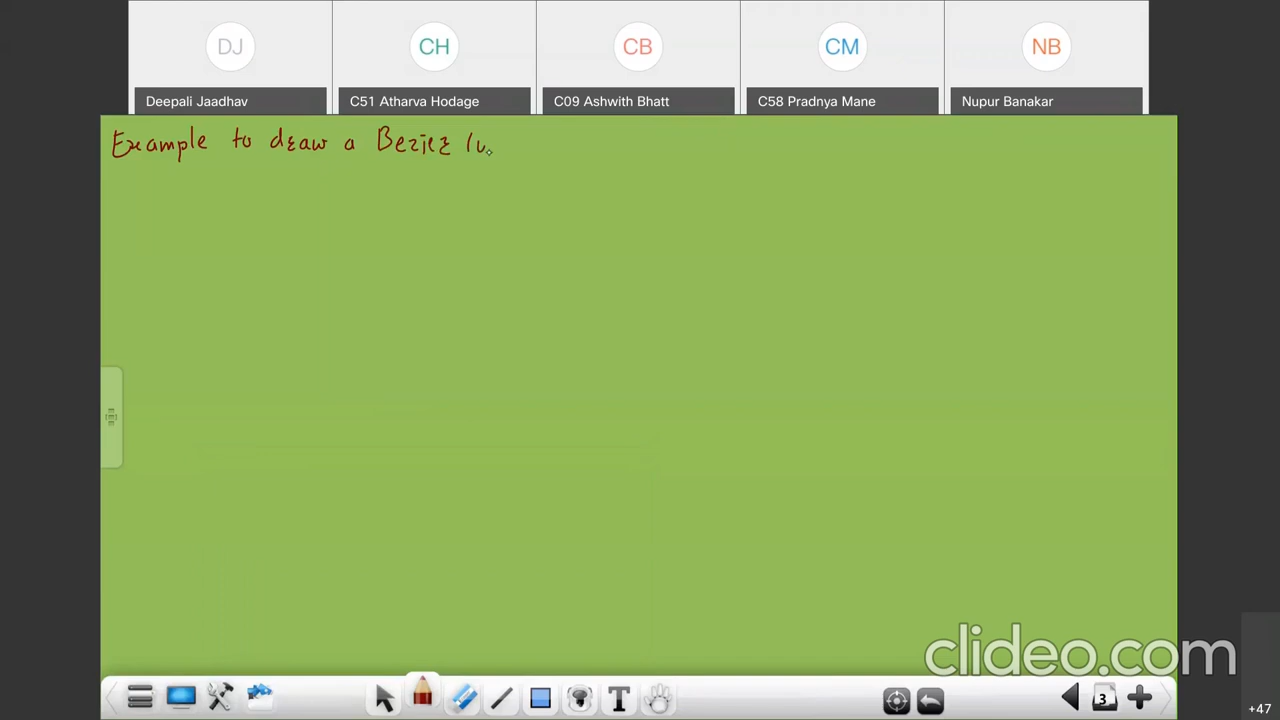 DJ CH CB CM NB
Deepali Jaadhav C51 Atharva Hodage C09 Ashwith Bhatt C58 Pradnya Mane Nupur Banakar
Example to draw a Bezier Cu
clideo.com
T 3
+47